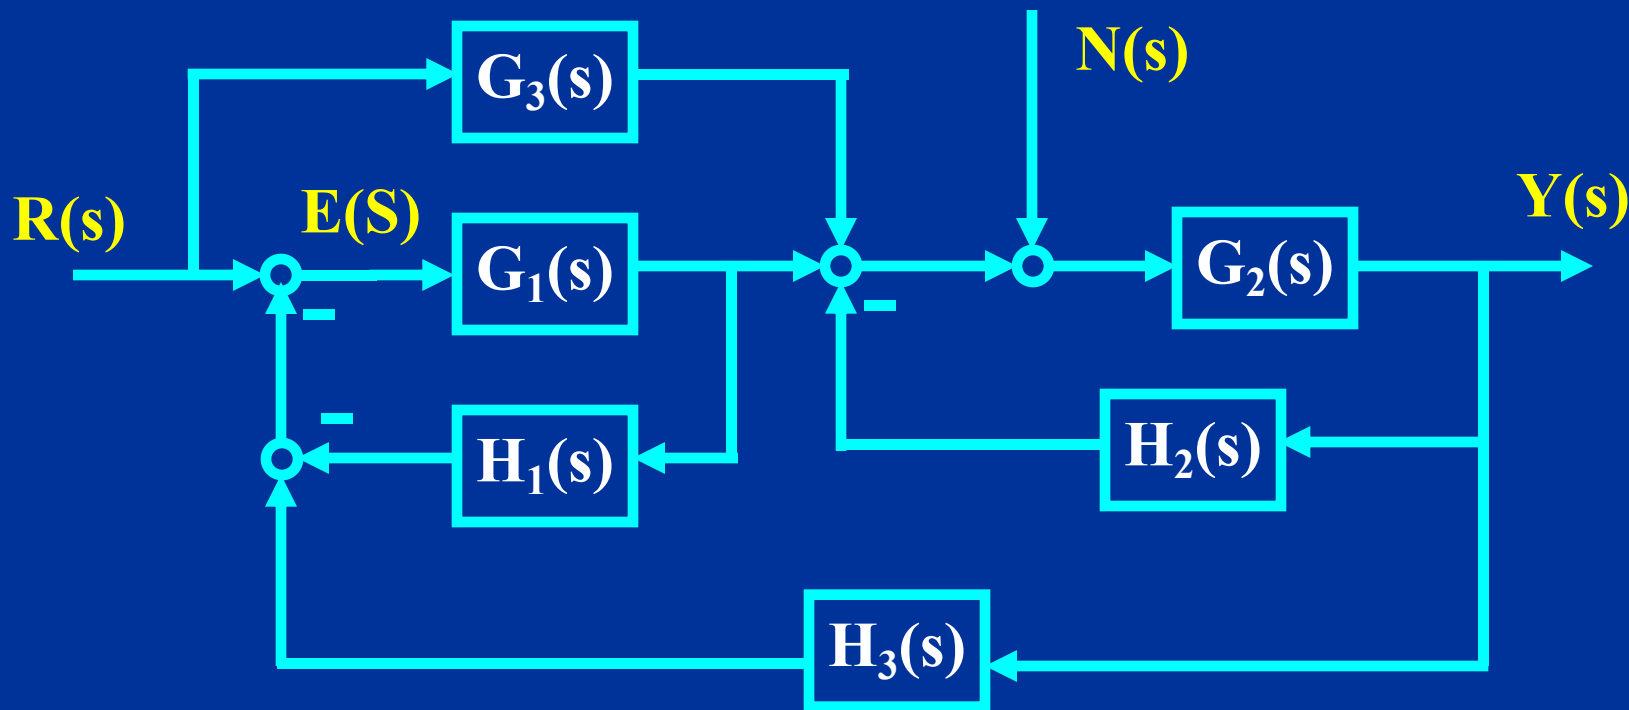 G₃(s)
N(s)
R(s)
E(S)
G₁(s)
G₂(s)
Y(s)
-
-
-
H₁(s)
H₂(s)
H₃(s)